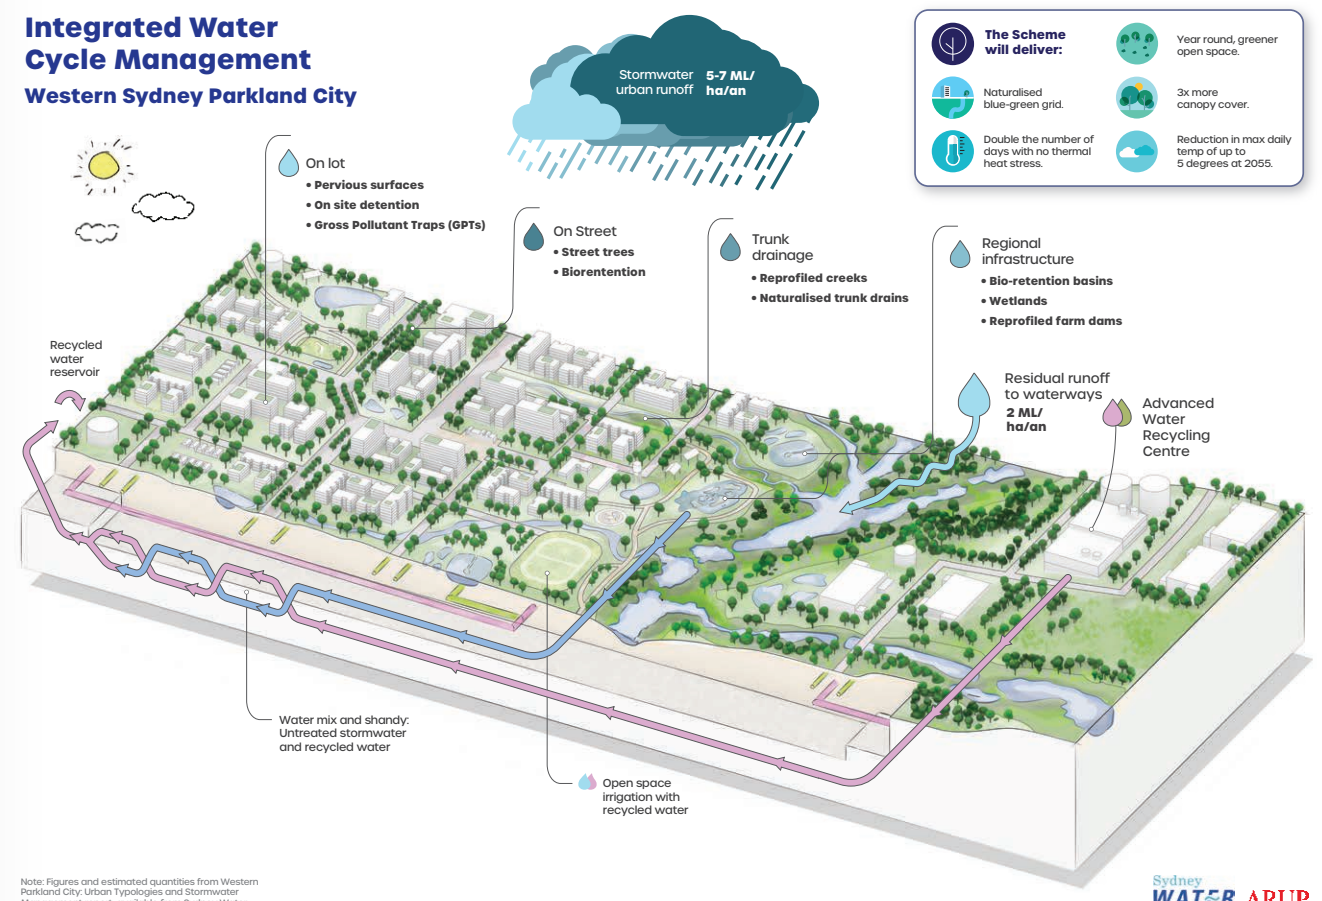 Integrated Water
Cycle Management
Western Sydney Parkland City
Stormwater
urban runoff
5-7 ML/
ha/an
The Scheme
will deliver:
Year round, greener
open space.
Naturalised
blue-green grid.
3x more
canopy cover.
Double the number of
days with no thermal
heat stress.
Reduction in max daily
temp of up to
5 degrees at 2055.
On lot
• Pervious surfaces
• On site detention
• Gross Pollutant Traps (GPTs)
On Street
• Street trees
• Biorentention
Trunk
drainage
• Reprofiled creeks
• Naturalised trunk drains
Regional
infrastructure
• Bio-retention basins
• Wetlands
• Reprofiled farm dams
Recycled
water
reservoir
Residual runoff
to waterways
2 ML/
ha/an
Advanced
Water
Recycling
Centre
Water mix and shandy:
Untreated stormwater
and recycled water
Open space
irrigation with
recycled water
Note: Figures and estimated quantities from Western
Parkland City: Urban Typologies and Stormwater
Sydney
WATER
ARUP